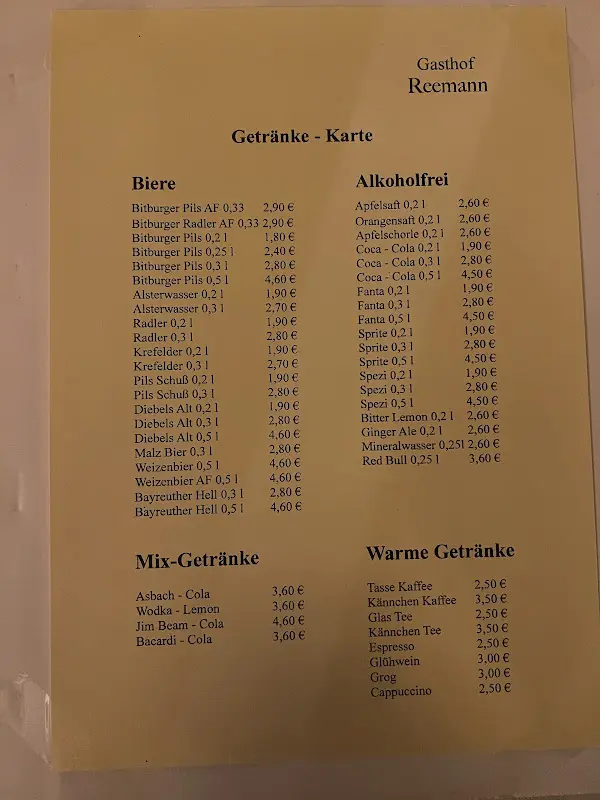 Gasthof
Reemann
Getränke - Karte
Biere
Bitburger Pils AF 0,33 2,90 €
Bitburger Radler AF 0,33 2,90 €
Bitburger Pils 0,2 l 1,80 €
Bitburger Pils 0,25 l 2,40 €
Bitburger Pils 0,3 l 2,80 €
Bitburger Pils 0,5 l 4,60 €
Alsterwasser 0,2 l 1,90 €
Alsterwasser 0,3 l 2,70 €
Radler 0,2 l 1,90 €
Radler 0,3 l 2,80 €
Krefelder 0,2 l 1,90 €
Krefelder 0,3 l 2,70 €
Pils Schuß 0,2 l 1,90 €
Pils Schuß 0,3 l 2,80 €
Diebels Alt 0,2 l 1,90 €
Diebels Alt 0,3 l 2,80 €
Diebels Alt 0,5 l 4,60 €
Malz Bier 0,3 l 2,80 €
Weizenbier 0,5 l 4,60 €
Weizenbier AF 0,5 l 4,60 €
Bayreuther Hell 0,3 l 2,80 €
Bayreuther Hell 0,5 l 4,60 €
Alkoholfrei
Apfelsaft 0,2 l 2,60 €
Orangensaft 0,2 l 2,60 €
Apfelschorle 0,2 l 2,60 €
Coca - Cola 0,2 l 1,90 €
Coca - Cola 0,3 l 2,80 €
Coca - Cola 0,5 l 4,50 €
Fanta 0,2 l 1,90 €
Fanta 0,3 l 2,80 €
Fanta 0,5 l 4,50 €
Sprite 0,2 l 1,90 €
Sprite 0,3 l 2,80 €
Sprite 0,5 l 4,50 €
Spezi 0,2 l 1,90 €
Spezi 0,3 l 2,80 €
Spezi 0,5 l 4,50 €
Bitter Lemon 0,2 l 2,60 €
Ginger Ale 0,2 l 2,60 €
Mineralwasser 0,25l 2,60 €
Red Bull 0,25 l 3,60 €
Mix-Getränke
Asbach - Cola 3,60 €
Wodka - Lemon 3,60 €
Jim Beam - Cola 4,60 €
Bacardi - Cola 3,60 €
Warme Getränke
Tasse Kaffee 2,50 €
Kännchen Kaffee 3,50 €
Glas Tee 2,50 €
Kännchen Tee 3,50 €
Espresso 2,50 €
Glühwein 3,00 €
Grog 3,00 €
Cappuccino 2,50 €